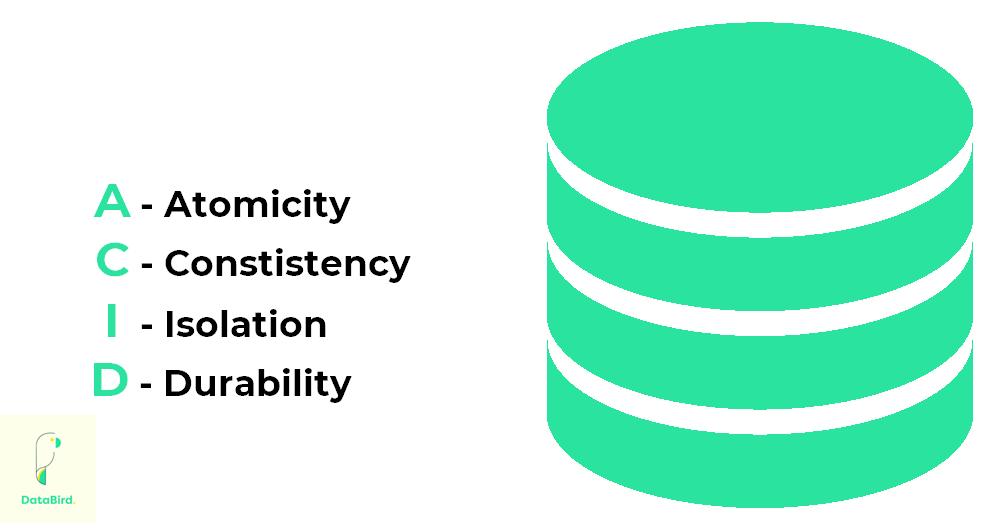 A - Atomicity
C - Constistency
I - Isolation
D - Durability
DataBird.